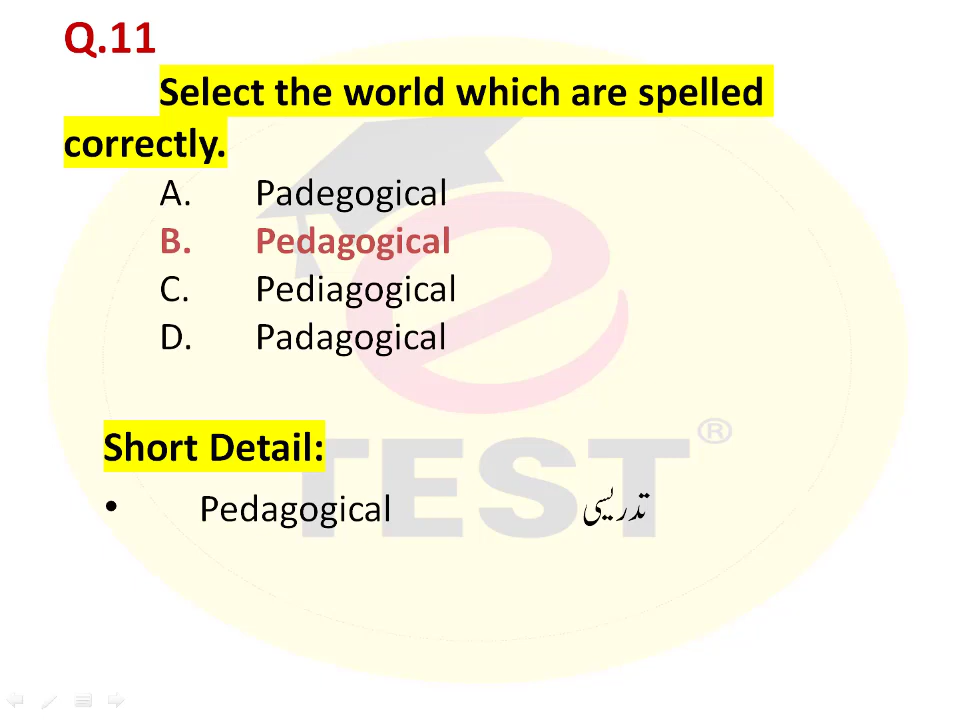 Q.11
Select the world which are spelled
correctly.
A. Padegogical
B. Pedagogical
C. Pediagogical
D. Padagogical
Short Detail:
• Pedagogical تدریسی
e
TEST®